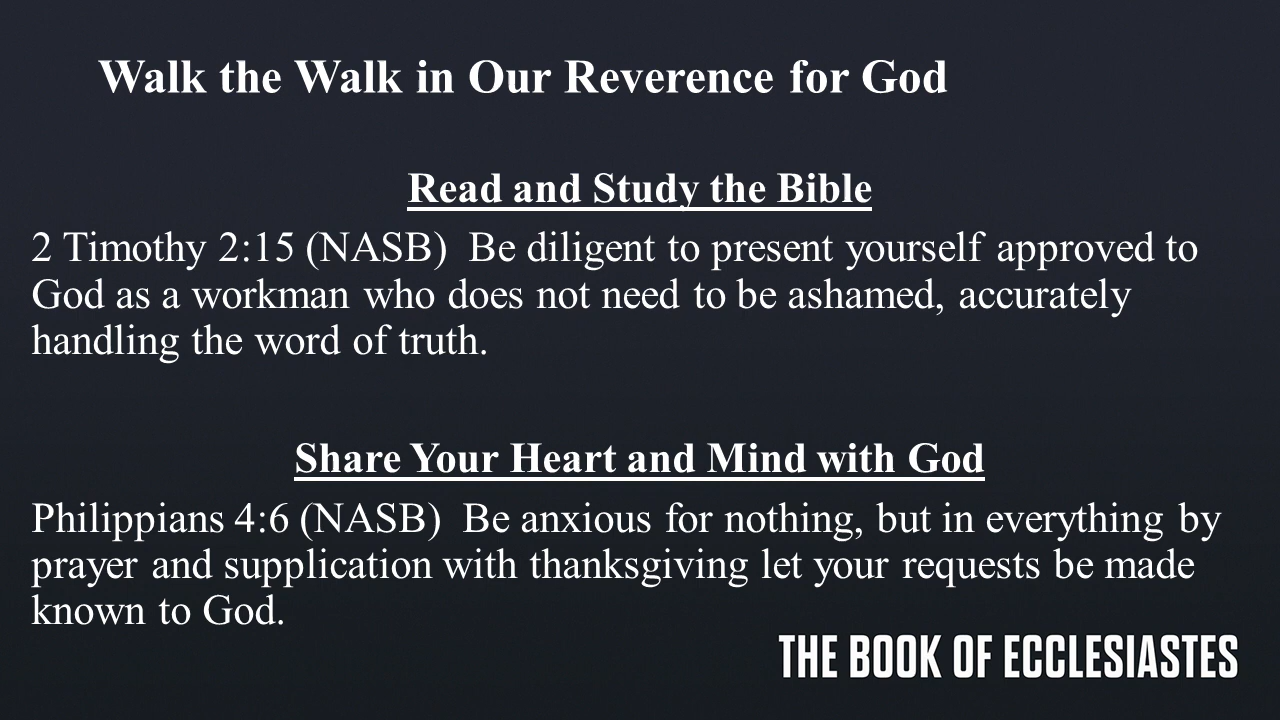 Walk the Walk in Our Reverence for God
Read and Study the Bible
2 Timothy 2:15 (NASB)  Be diligent to present yourself approved to
God as a workman who does not need to be ashamed, accurately
handling the word of truth.
Share Your Heart and Mind with God
Philippians 4:6 (NASB)  Be anxious for nothing, but in everything by
prayer and supplication with thanksgiving let your requests be made
known to God.
THE BOOK OF ECCLESIASTES